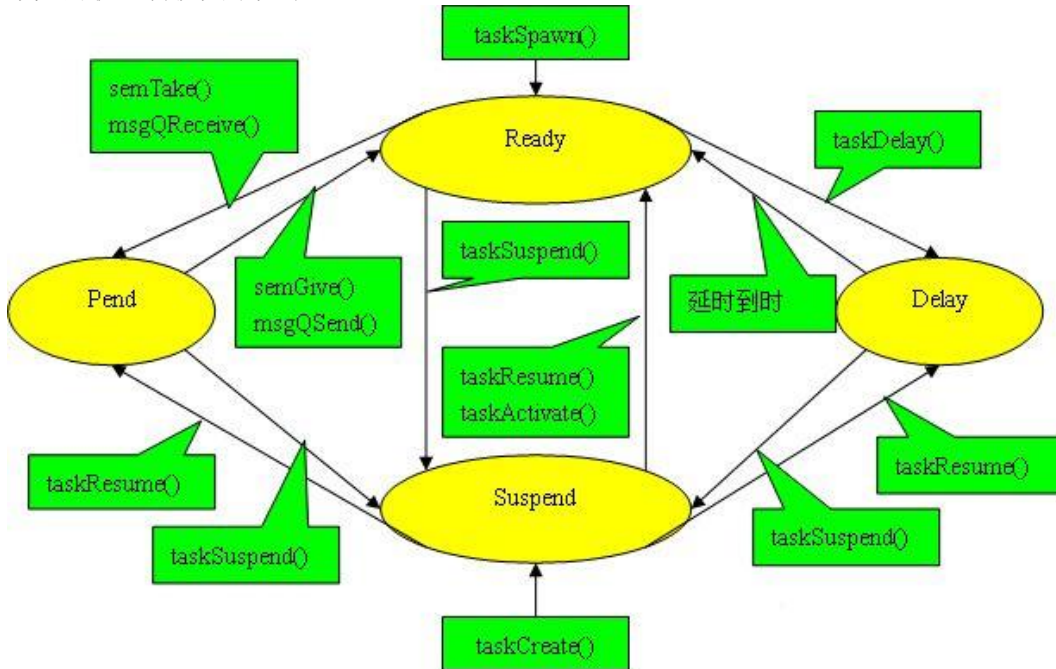 taskSpawn()
semTake()
msgQReceive()
Ready
taskDelay()
taskSuspend()
semGive()
msgQSend()
Pend
延时到时
Delay
taskResume()
taskActivate()
taskResume()
taskSuspend()
Suspend
taskSuspend()
taskResume()
taskCreate()